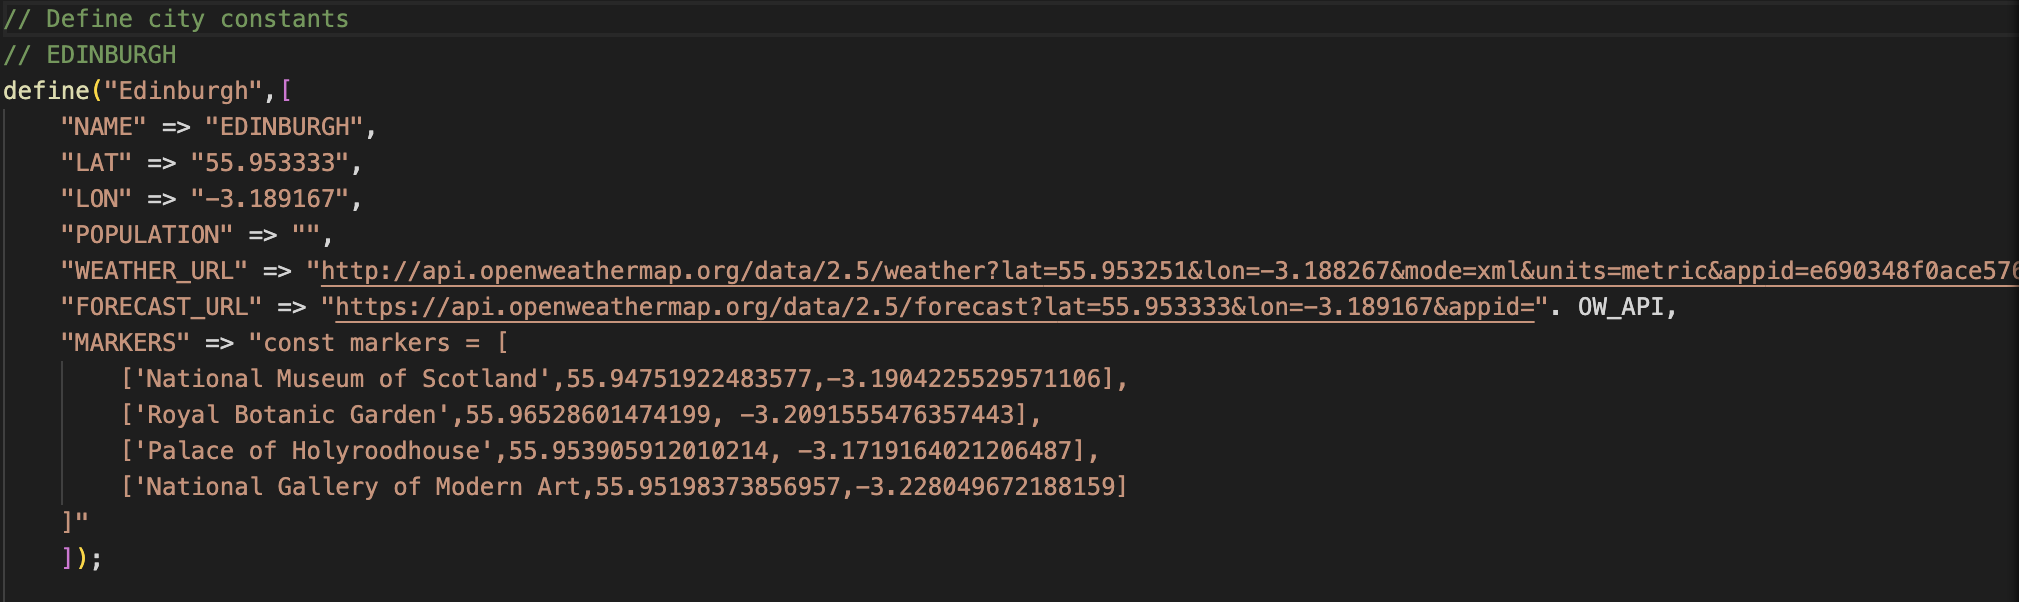 // Define city constants
// EDINBURGH
define("Edinburgh",[
"NAME" => "EDINBURGH",
"LAT" => "55.953333",
"LON" => "-3.189167",
"POPULATION" => "",
"WEATHER_URL" => "http://api.openweathermap.org/data/2.5/weather?lat=55.953251&lon=-3.188267&mode=xml&units=metric&appid=e690348f0ace576
"FORECAST_URL" => "https://api.openweathermap.org/data/2.5/forecast?lat=55.953333&lon=-3.189167&appid=". OW_API,
"MARKERS" => "const markers = [
['National Museum of Scotland',55.94751922483577,-3.1904225529571106],
['Royal Botanic Garden',55.96528601474199, -3.2091555476357443],
['Palace of Holyroodhouse',55.953905912010214, -3.1719164021206487],
['National Gallery of Modern Art,55.95198373856957,-3.228049672188159]
]"
]);